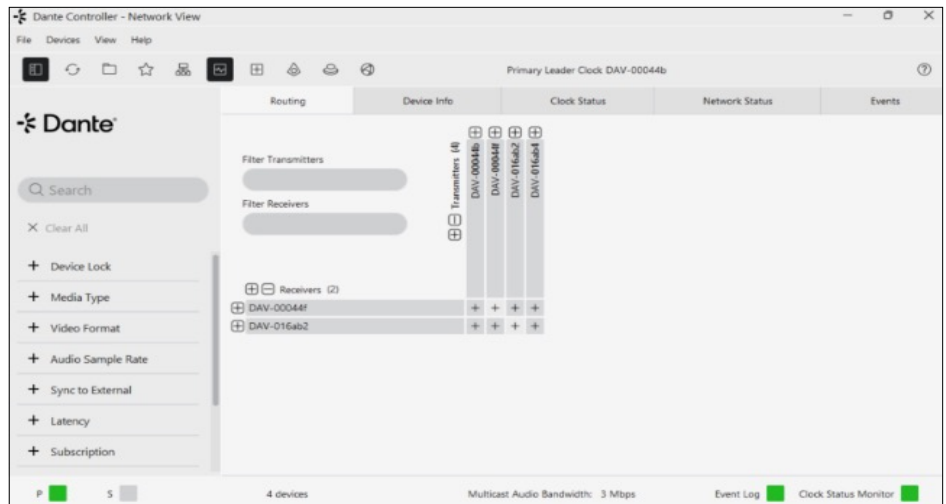 Dante Controller - Network View
File Devices View Help
Primary Leader Clock DAV-00044b
Routing Device Info Clock Status Network Status Events
Dante
Search
Clear All
+ Device Lock
+ Media Type
+ Video Format
+ Audio Sample Rate
+ Sync to External
+ Latency
+ Subscription
Filter Transmitters
Filter Receivers
Transmitters (4)
DAV-00044b
DAV-00044f
DAV-016ab2
DAV-016ab4
Receivers (2)
DAV-00044f
DAV-016ab2
P S 4 devices Multicast Audio Bandwidth: 3 Mbps Event Log Clock Status Monitor